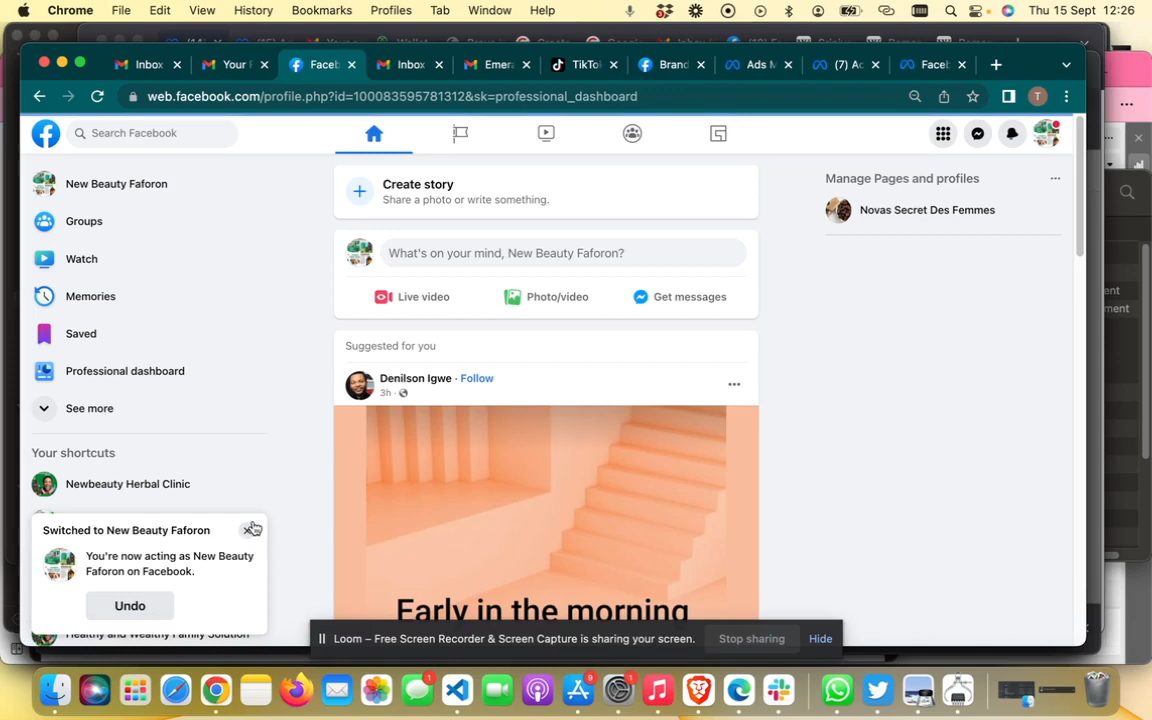 Chrome File Edit View History Bookmarks Profiles Tab Window Help Thu 15 Sept 12:26
Inbox Your F Faceb Inbox Emera TikTok Brand Ads M (7) Ac Faceb
web.facebook.com/profile.php?id=100083595781312&sk=professional_dashboard
Search Facebook
New Beauty Faforon
Groups
Watch
Memories
Saved
Professional dashboard
See more
Your shortcuts
Newbeauty Herbal Clinic
Switched to New Beauty Faforon
You're now acting as New Beauty
Faforon on Facebook.
Undo
Healthy and Wealthy Family Solution
Create story
Share a photo or write something.
What's on your mind, New Beauty Faforon?
Live video Photo/video Get messages
Suggested for you
Denilson Igwe · Follow
3h ·
Early in the morning
Manage Pages and profiles
Novas Secret Des Femmes
Loom – Free Screen Recorder & Screen Capture is sharing your screen. Stop sharing Hide